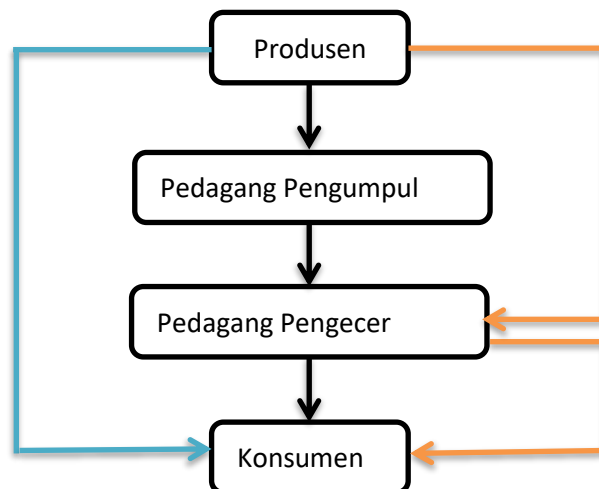 Produsen
Pedagang Pengumpul
Pedagang Pengecer
Konsumen